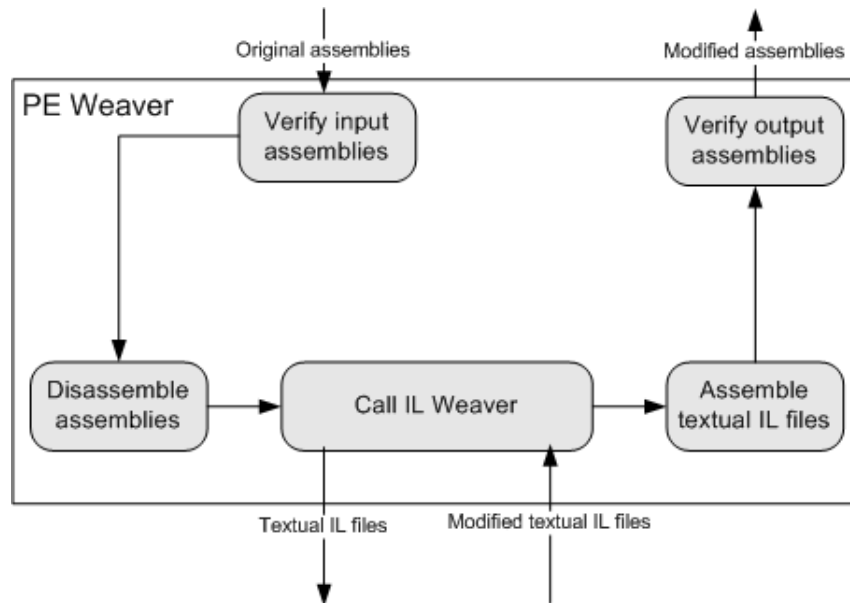 Original assemblies
Modified assemblies
PE Weaver
Verify input
assemblies
Verify output
assemblies
Disassemble
assemblies
Call IL Weaver
Assemble
textual IL files
Textual IL files
Modified textual IL files